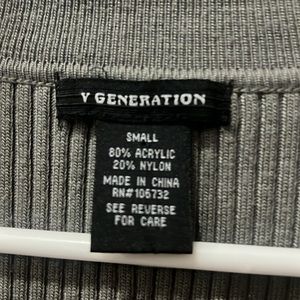 V GENERATION
SMALL
80% ACRYLIC
20% NYLON
MADE IN CHINA
RN#106732
SEE REVERSE
FOR CARE